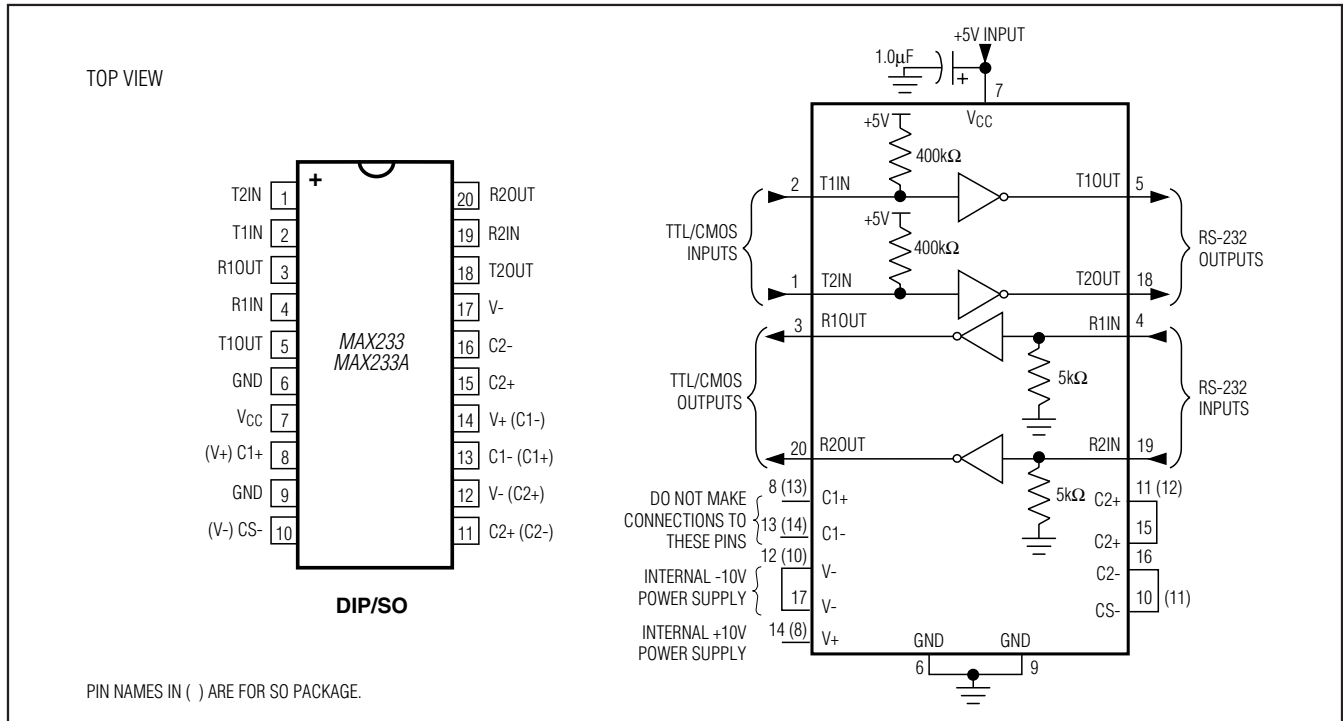 TOP VIEW
+
T2IN 1
T1IN 2
R1OUT 3
R1IN 4
T1OUT 5
GND 6
VCC 7
(V+) C1+ 8
GND 9
(V-) CS- 10
MAX233
MAX233A
20 R2OUT
19 R2IN
18 T2OUT
17 V-
16 C2-
15 C2+
14 V+ (C1-)
13 C1- (C1+)
12 V- (C2+)
11 C2+ (C2-)
DIP/SO
PIN NAMES IN ( ) ARE FOR SO PACKAGE.
+5V INPUT
1.0µF
+
7
VCC
+5V
400kΩ
2 T1IN
T1OUT 5
+5V
400kΩ
TTL/CMOS
INPUTS
RS-232
OUTPUTS
1 T2IN
T2OUT 18
3 R1OUT
R1IN 4
5kΩ
TTL/CMOS
OUTPUTS
RS-232
INPUTS
20 R2OUT
R2IN 19
5kΩ
DO NOT MAKE
CONNECTIONS TO
THESE PINS
8 (13) C1+
13 (14) C1-
INTERNAL -10V
POWER SUPPLY
12 (10) V-
17 V-
INTERNAL +10V
POWER SUPPLY
14 (8) V+
C2+ 11 (12)
C2+ 15
C2- 16
CS- 10 (11)
GND GND
6 9